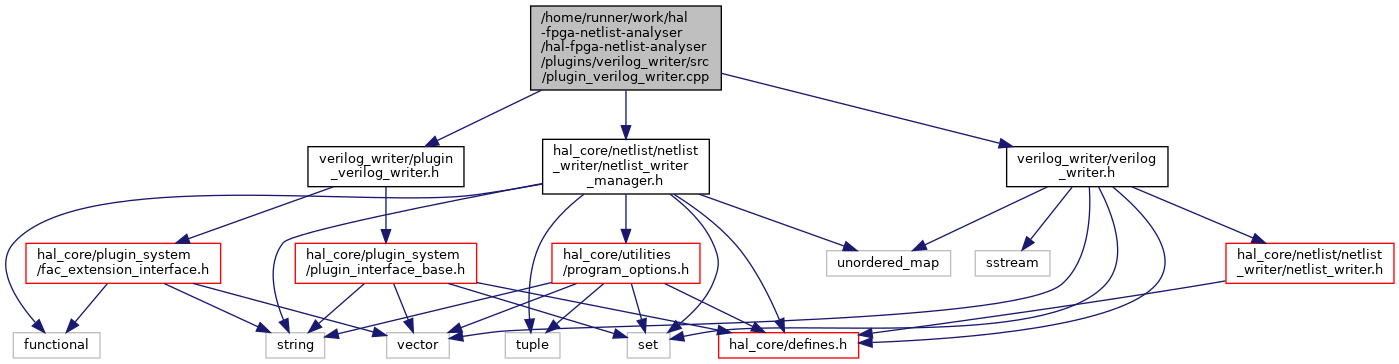 /home/runner/work/hal
-fpga-netlist-analyser
/hal-fpga-netlist-analyser
/plugins/verilog_writer/src
/plugin_verilog_writer.cpp
verilog_writer/plugin
_verilog_writer.h
hal_core/netlist/netlist
_writer/netlist_writer
_manager.h
verilog_writer/verilog
_writer.h
hal_core/plugin_system
/fac_extension_interface.h
hal_core/plugin_system
/plugin_interface_base.h
hal_core/utilities
/program_options.h
unordered_map
sstream
hal_core/netlist/netlist
_writer/netlist_writer.h
functional
string
vector
tuple
set
hal_core/defines.h